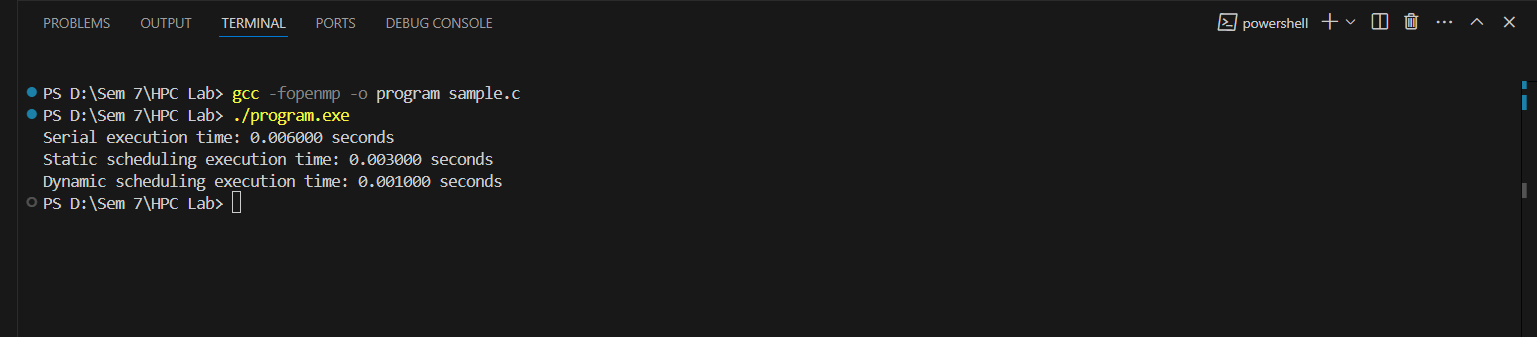 PROBLEMS OUTPUT TERMINAL PORTS DEBUG CONSOLE powershell
PS D:\Sem 7\HPC Lab> gcc -fopenmp -o program sample.c
PS D:\Sem 7\HPC Lab> ./program.exe
Serial execution time: 0.006000 seconds
Static scheduling execution time: 0.003000 seconds
Dynamic scheduling execution time: 0.001000 seconds
PS D:\Sem 7\HPC Lab>